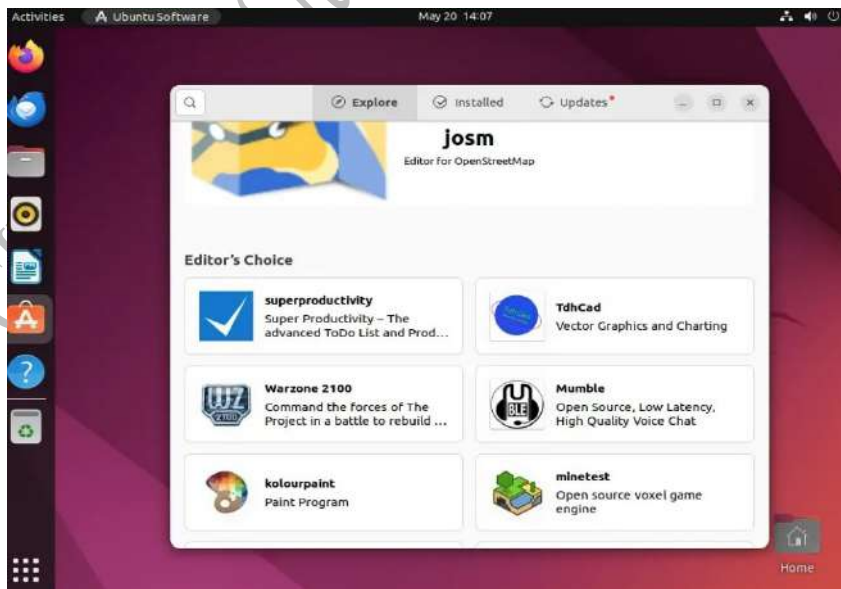 Activities
Ubuntu Software
May 20 14:07
Explore
Installed
Updates
josm
Editor for OpenStreetMap
Editor's Choice
superproductivity
Super Productivity – The
advanced ToDo List and Prod...
TdhCad
Vector Graphics and Charting
Warzone 2100
Command the forces of The
Project in a battle to rebuild ...
Mumble
Open Source, Low Latency,
High Quality Voice Chat
kolourpaint
Paint Program
minetest
Open source voxel game
engine
WZ
2100
BLE
Home